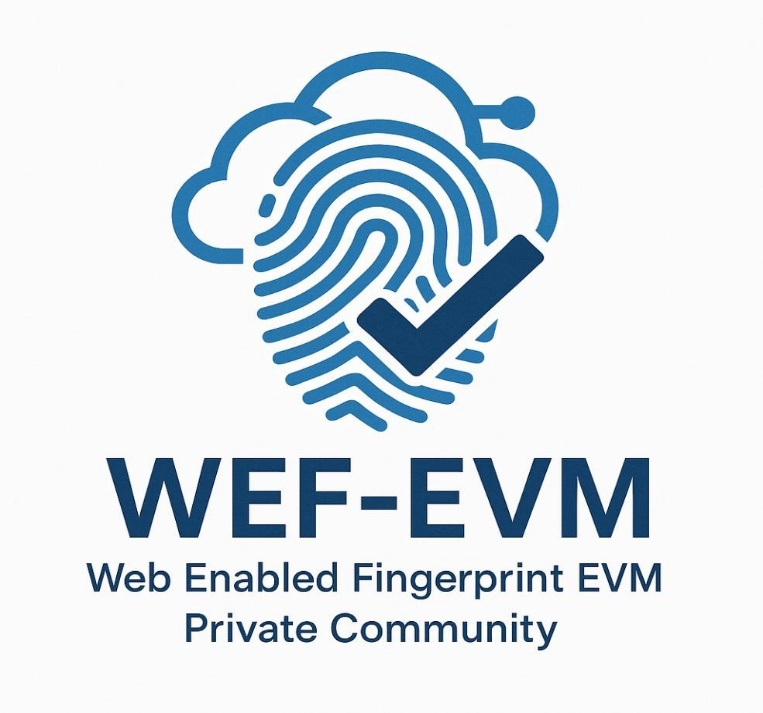 WEF-EVM
Web Enabled Fingerprint EVM
Private Community